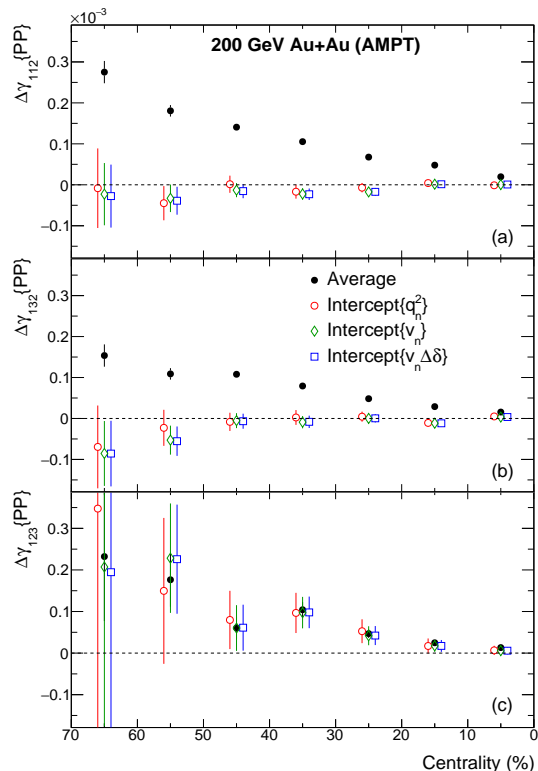 ×10⁻³
200 GeV Au+Au (AMPT)
Δγ₁₁₂{PP}
0.3
0.2
0.1
0
−0.1
(a)
Δγ₁₃₂{PP}
0.3
0.2
0.1
0
−0.1
Average
Intercept{q²ₙ}
Intercept{vₙ}
Intercept{vₙΔδ}
(b)
Δγ₁₂₃{PP}
0.3
0.2
0.1
0
−0.1
(c)
70 60 50 40 30 20 10 0
Centrality (%)